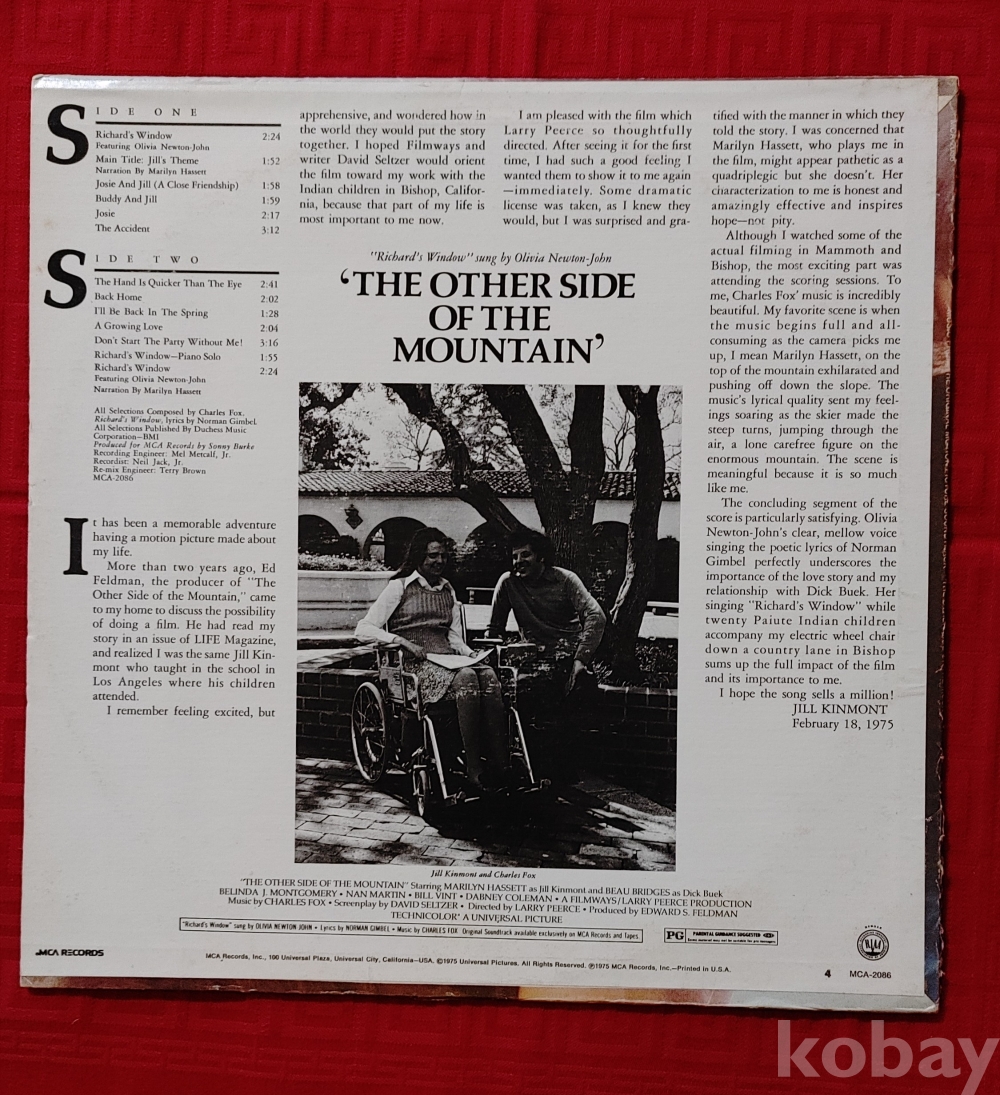 SIDE ONE
Richard's Window 2:24
Featuring Olivia Newton-John
Main Title: Jill's Theme 1:52
Narration By Marilyn Hassett
Josie And Jill (A Close Friendship) 1:58
Buddy And Jill 1:59
Josie 2:17
The Accident 3:12
SIDE TWO
The Hand Is Quicker Than The Eye 2:41
Back Home 2:02
I'll Be Back In The Spring 1:28
A Growing Love 2:04
Don't Start The Party Without Me! 3:16
Richard's Window—Piano Solo 1:55
Richard's Window 2:24
Featuring Olivia Newton-John
Narration By Marilyn Hassett
All Selections Composed by Charles Fox.
Richard's Window, lyrics by Norman Gimbel
All Selections Published By Duchess Music
Corporation—BMI
Produced for MCA Records by Sonny Burke
Recording Engineer: Mel Metcalf, Jr.
Recordist: Neil Jack, Jr.
Re-mix Engineer: Terry Brown
MCA-2086
It has been a memorable adventure
having a motion picture made about
my life.
More than two years ago, Ed
Feldman, the producer of "The
Other Side of the Mountain," came
to my home to discuss the possibility
of doing a film. He had read my
story in an issue of LIFE Magazine,
and realized I was the same Jill Kin-
mont who taught in the school in
Los Angeles where his children
attended.
I remember feeling excited, but
apprehensive, and wondered how in
the world they would put the story
together. I hoped Filmways and
writer David Seltzer would orient
the film toward my work with the
Indian children in Bishop, Califor-
nia, because that part of my life is
most important to me now.
I am pleased with the film which
Larry Peerce so thoughtfully
directed. After seeing it for the first
time, I had such a good feeling I
wanted them to show it to me again
—immediately. Some dramatic
license was taken, as I knew they
would, but I was surprised and gra-
tified with the manner in which they
told the story. I was concerned that
Marilyn Hassett, who plays me in
the film, might appear pathetic as a
quadriplegic but she doesn't. Her
characterization to me is honest and
amazingly effective and inspires
hope—not pity.
Although I watched some of the
actual filming in Mammoth and
Bishop, the most exciting part was
attending the scoring sessions. To
me, Charles Fox' music is incredibly
beautiful. My favorite scene is when
the music begins full and all-
consuming as the camera picks me
up, I mean Marilyn Hassett, on the
top of the mountain exhilarated and
pushing off down the slope. The
music's lyrical quality sent my feel-
ings soaring as the skier made the
steep turns, jumping through the
air, a lone carefree figure on the
enormous mountain. The scene is
meaningful because it is so much
like me.
The concluding segment of the
score is particularly satisfying. Olivia
Newton-John's clear, mellow voice
singing the poetic lyrics of Norman
Gimbel perfectly underscores the
importance of the love story and my
relationship with Dick Buek. Her
singing "Richard's Window" while
twenty Paiute Indian children
accompany my electric wheel chair
down a country lane in Bishop
sums up the full impact of the film
and its importance to me.
I hope the song sells a million!
JILL KINMONT
February 18, 1975
"Richard's Window" sung by Olivia Newton-John
'THE OTHER SIDE
OF THE
MOUNTAIN'
Jill Kinmont and Charles Fox
"THE OTHER SIDE OF THE MOUNTAIN" Starring MARILYN HASSETT as Jill Kinmont and BEAU BRIDGES as Dick Buek
BELINDA J. MONTGOMERY • NAN MARTIN • BILL VINT • DABNEY COLEMAN • A FILMWAYS/LARRY PEERCE PRODUCTION
Music by CHARLES FOX • Screenplay by DAVID SELTZER • Directed by LARRY PEERCE • Produced by EDWARD S. FELDMAN
TECHNICOLOR® A UNIVERSAL PICTURE
"Richard's Window" sung by OLIVIA NEWTON JOHN • Lyrics by NORMAN GIMBEL • Music by CHARLES FOX Original Soundtrack available exclusively on MCA Records and Tapes.
PG PARENTAL GUIDANCE SUGGESTED
Some material may not be suitable for pre-teenagers
MCA RECORDS
MCA Records, Inc., 100 Universal Plaza, Universal City, California—USA. ©1975 Universal Pictures. All Rights Reserved. ℗1975 MCA Records, Inc.—Printed in U.S.A.
4 MCA-2086
kobay